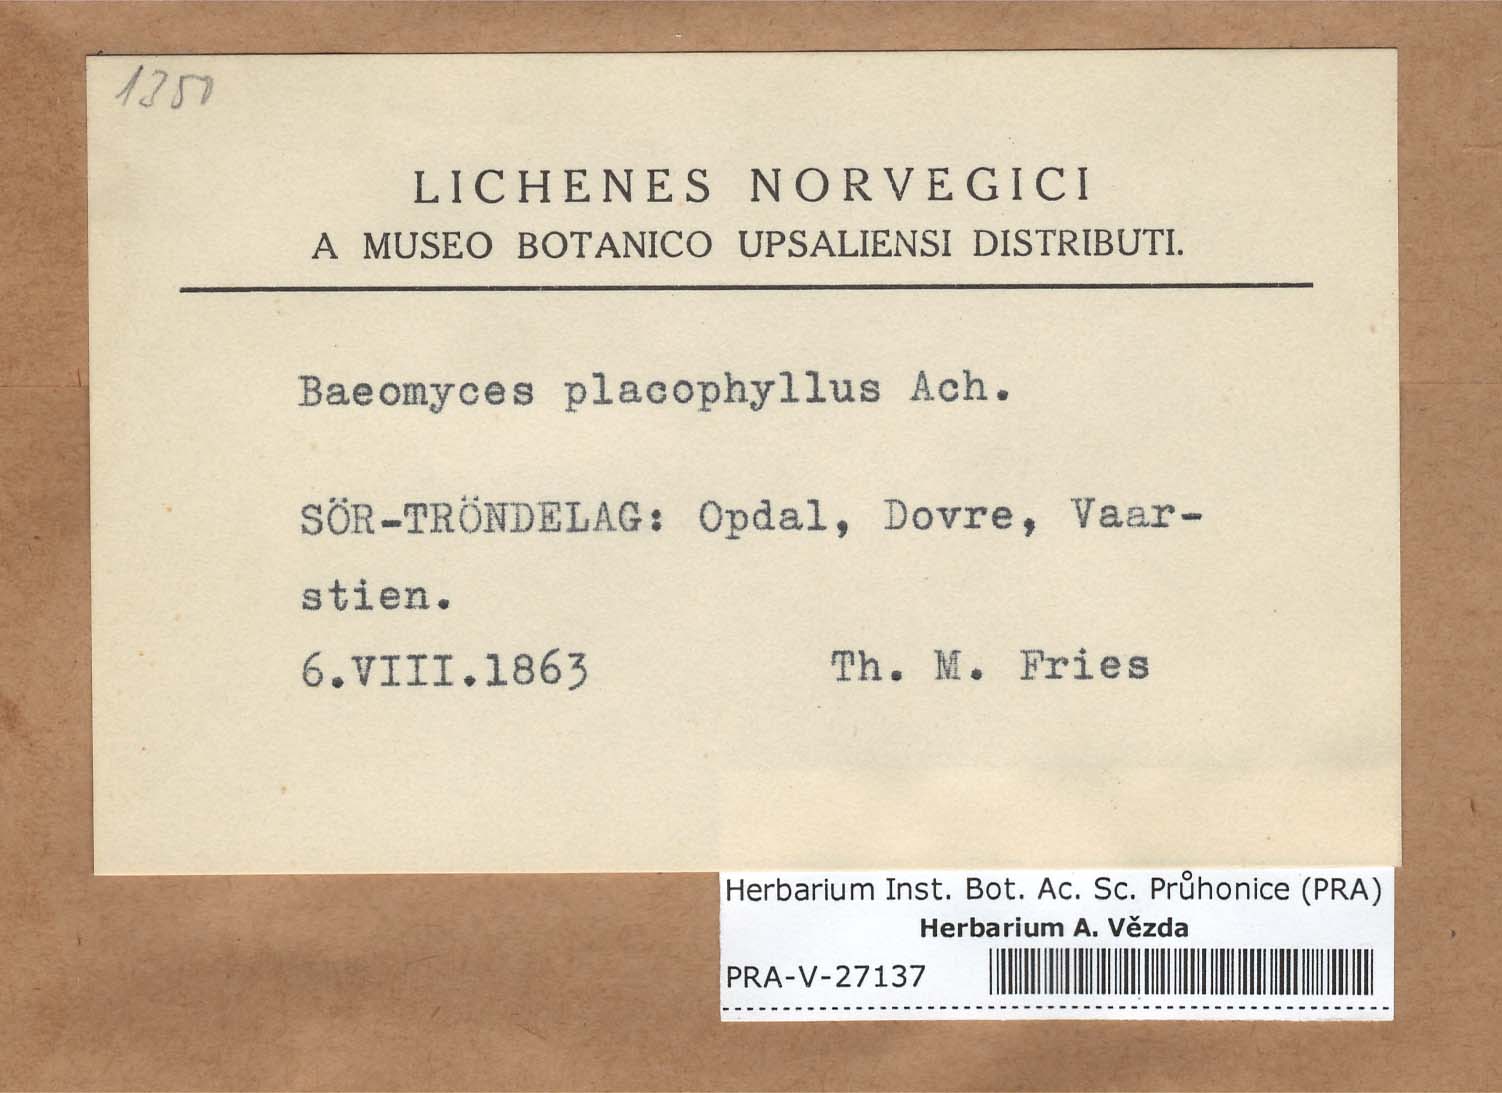 1350
LICHENES NORVEGICI
A MUSEO BOTANICO UPSALIENSI DISTRIBUTI.
Baeomyces placophyllus Ach.
SÖR-TRÖNDELAG: Opdal, Dovre, Vaar-
stien.
6.VIII.1863 Th. M. Fries
Herbarium Inst. Bot. Ac. Sc. Průhonice (PRA)
Herbarium A. Vězda
PRA-V-27137